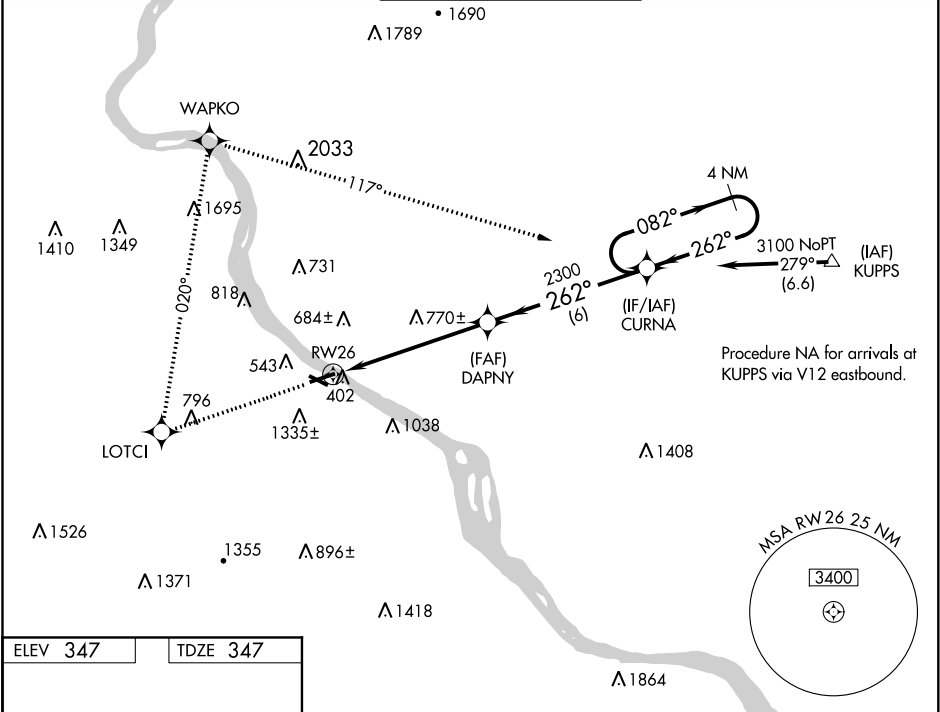 1690
1789
WAPKO
2033
117°
4 NM
082°
262°
1695
1410
1349
3100 NoPT
279°
(6.6)
(IAF)
KUPPS
731
020°
818
2300
262°
(6)
(IF/IAF)
CURNA
684±
770±
(FAF)
DAPNY
RW26
543
402
Procedure NA for arrivals at
KUPPS via V12 eastbound.
796
1335±
1038
LOTCI
1408
1526
1355
896±
1371
1418
MSA RW26 25 NM
3400
ELEV 347
TDZE 347
1864